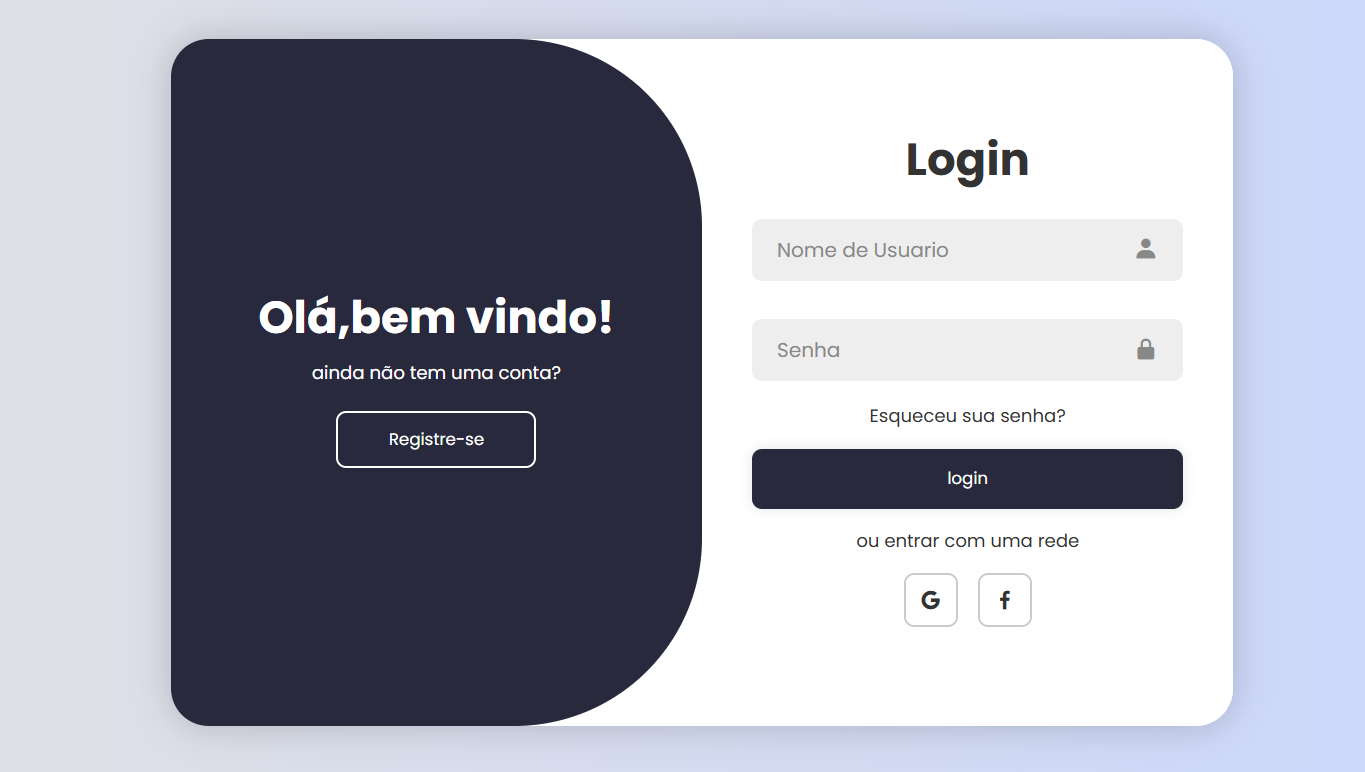 Olá,bem vindo!
ainda não tem uma conta?
Registre-se
Login
Nome de Usuario
Senha
Esqueceu sua senha?
login
ou entrar com uma rede
G f